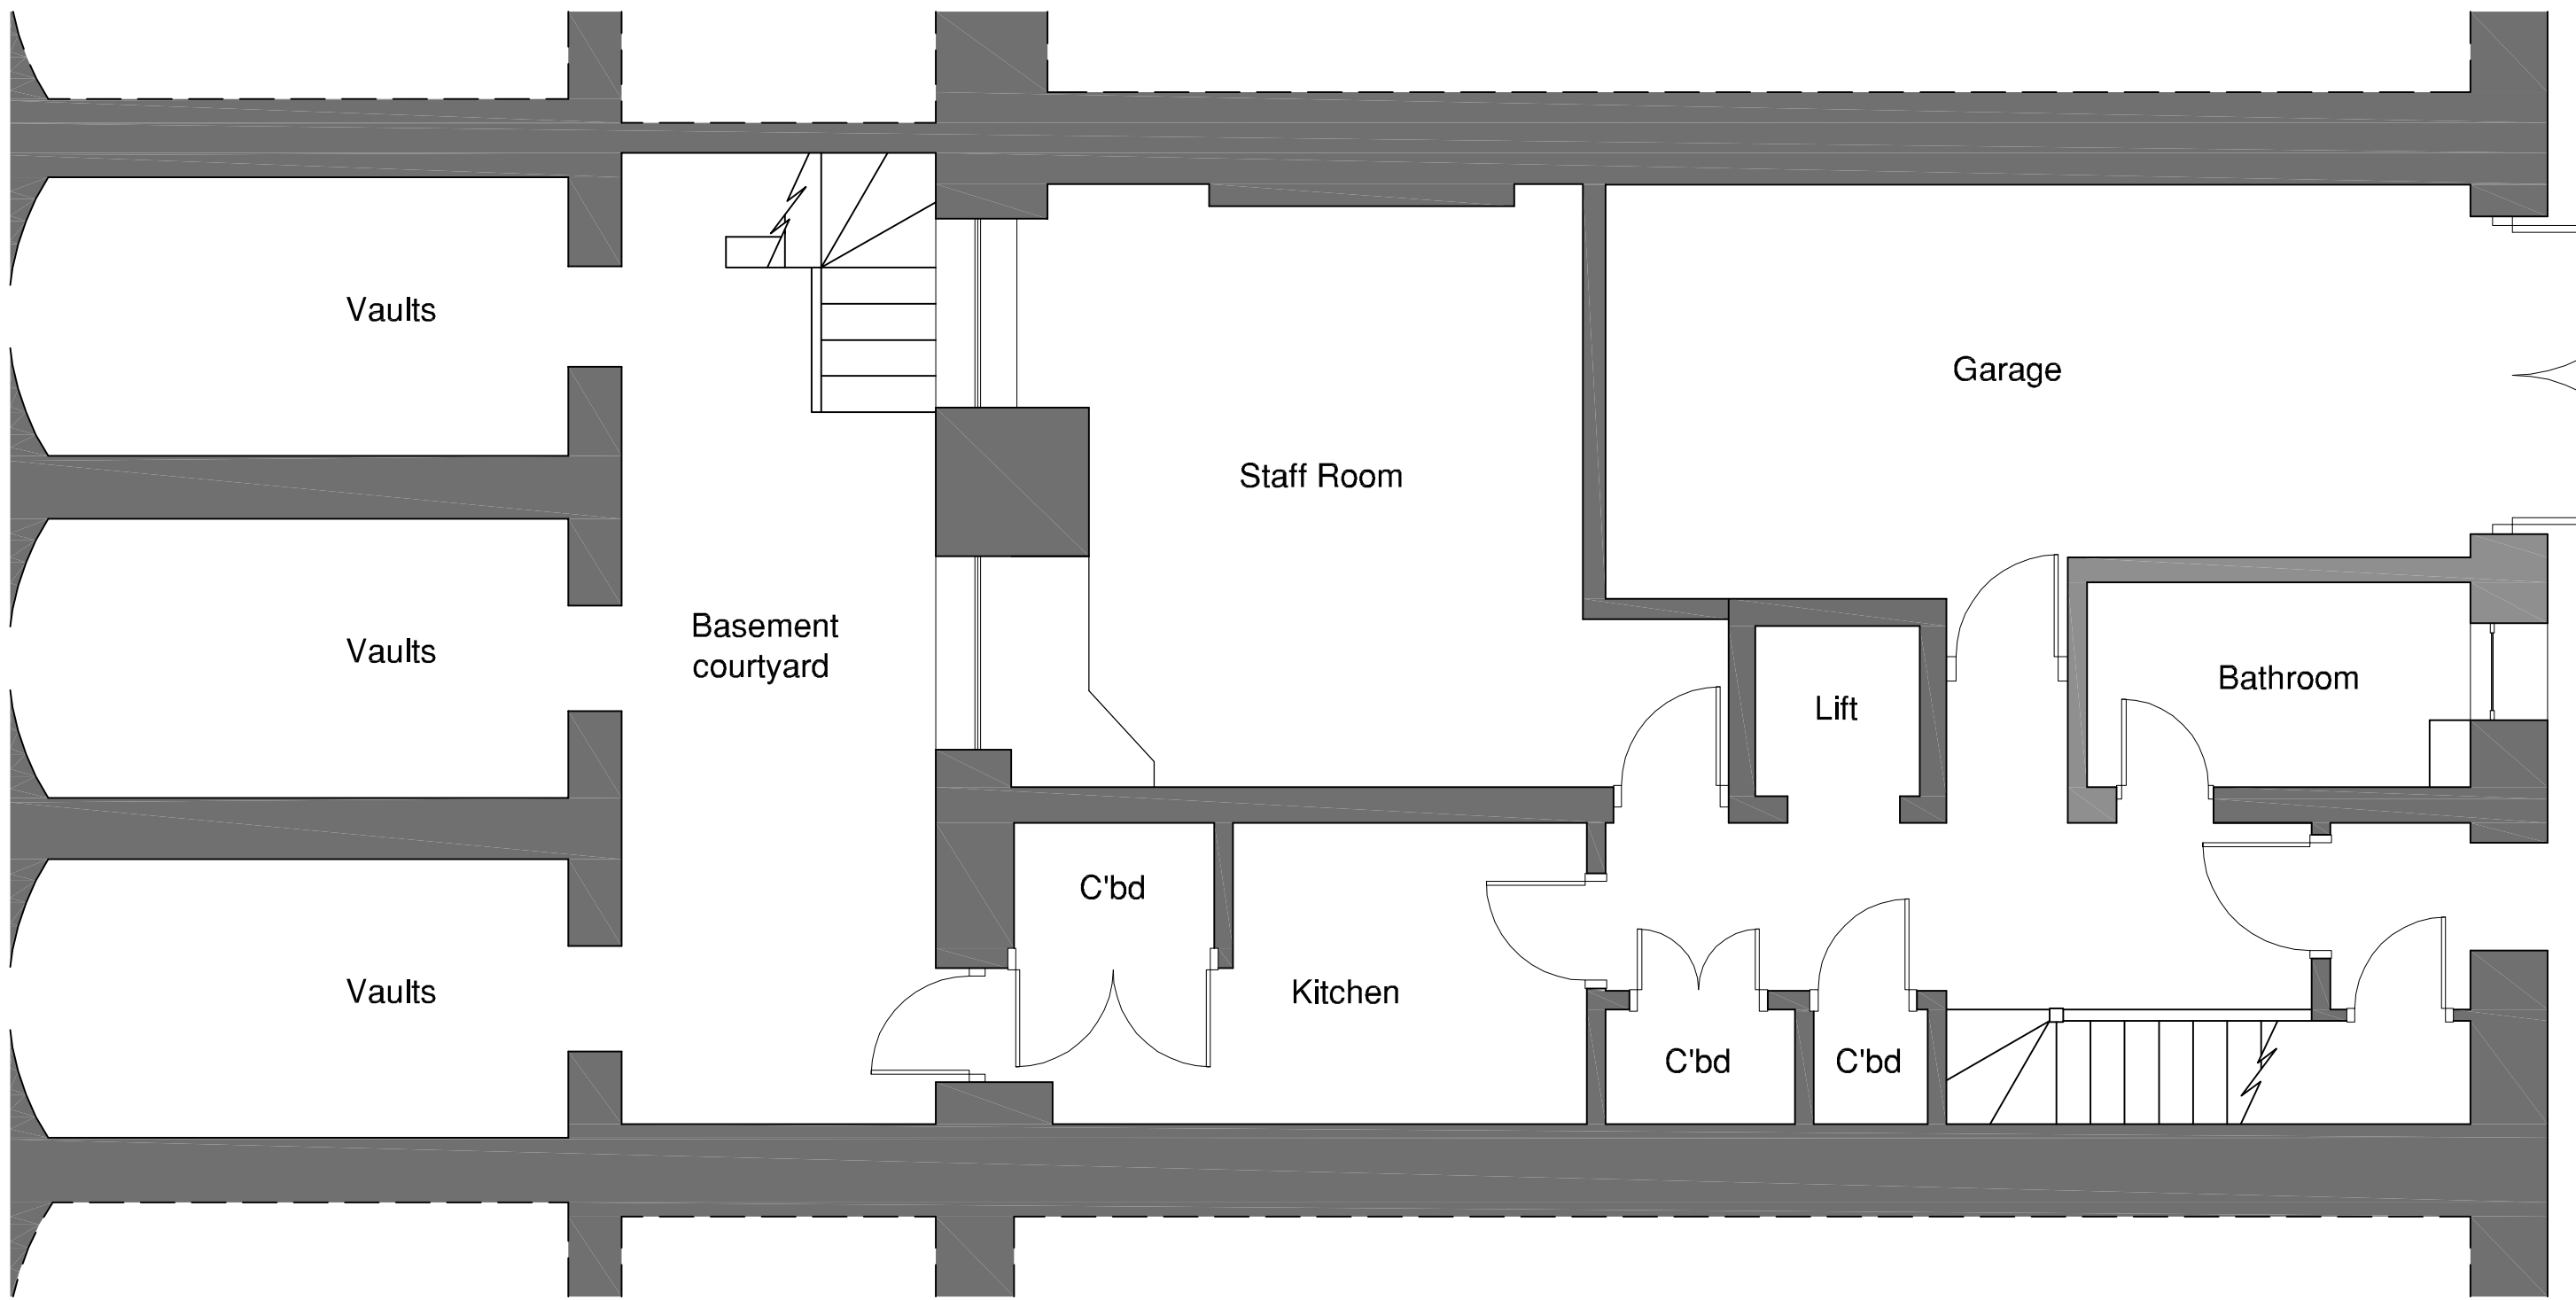 Vaults
Garage
Staff Room
Basement
courtyard
Vaults
Bathroom
Lift
C'bd
Vaults
Kitchen
C'bd
C'bd